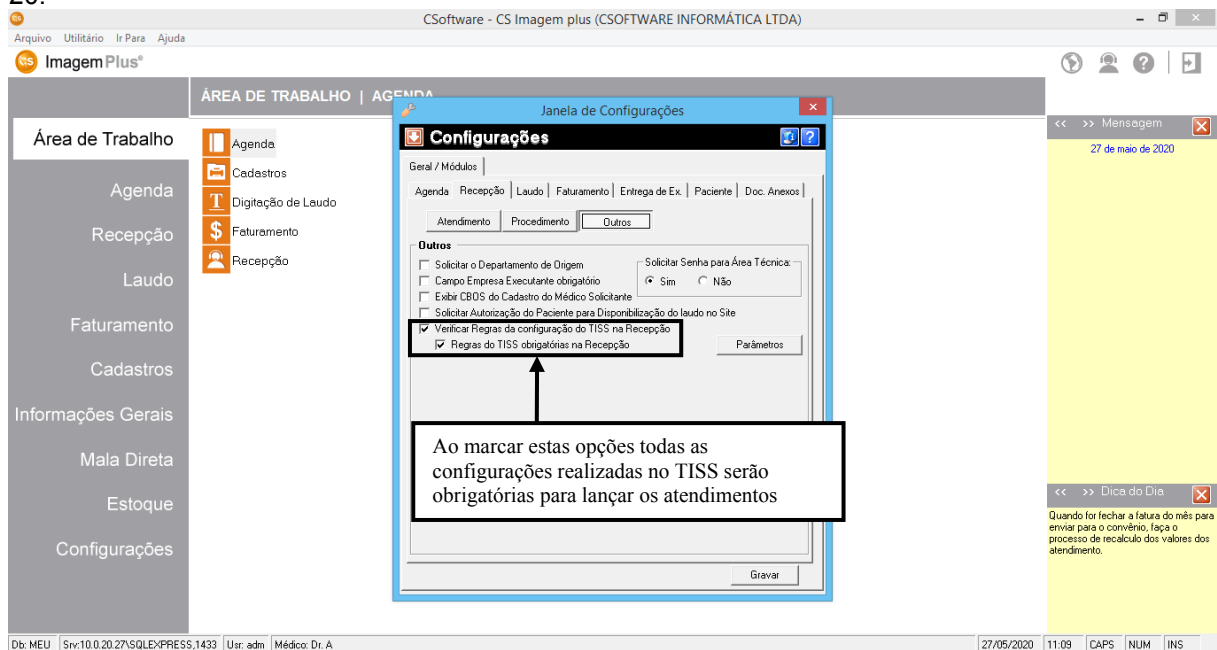 20.
CSoftware - CS Imagem plus (CSOFTWARE INFORMÁTICA LTDA)
Arquivo Utilitário Ir Para Ajuda
cs Imagem Plus®
ÁREA DE TRABALHO | AGENDA
Área de Trabalho
Agenda
Recepção
Laudo
Faturamento
Cadastros
Informações Gerais
Mala Direta
Estoque
Configurações
Agenda
Cadastros
Digitação de Laudo
Faturamento
Recepção
Janela de Configurações
Configurações
Geral / Módulos
Agenda Recepção Laudo Faturamento Entrega de Ex. Paciente Doc. Anexos
Atendimento Procedimento Outros
Outros
Solicitar o Departamento de Origem
Campo Empresa Executante obrigatório
Exibir CBOS do Cadastro do Médico Solicitante
Solicitar Senha para Área Técnica:
Sim Não
Solicitar Autorização do Paciente para Disponibilização do laudo no Site
Verificar Regras da configuração do TISS na Recepção
Regras do TISS obrigatórias na Recepção
Parâmetros
Ao marcar estas opções todas as
configurações realizadas no TISS serão
obrigatórias para lançar os atendimentos
Gravar
<< >> Mensagem
27 de maio de 2020
<< >> Dica do Dia
Quando for fechar a fatura do mês para
enviar para o convênio, faça o
processo de recalculo dos valores dos
atendimento.
Db: MEU Srv:10.0.20.27\SQLEXPRESS,1433 Usr: adm Médico: Dr. A 27/05/2020 11:09 CAPS NUM INS